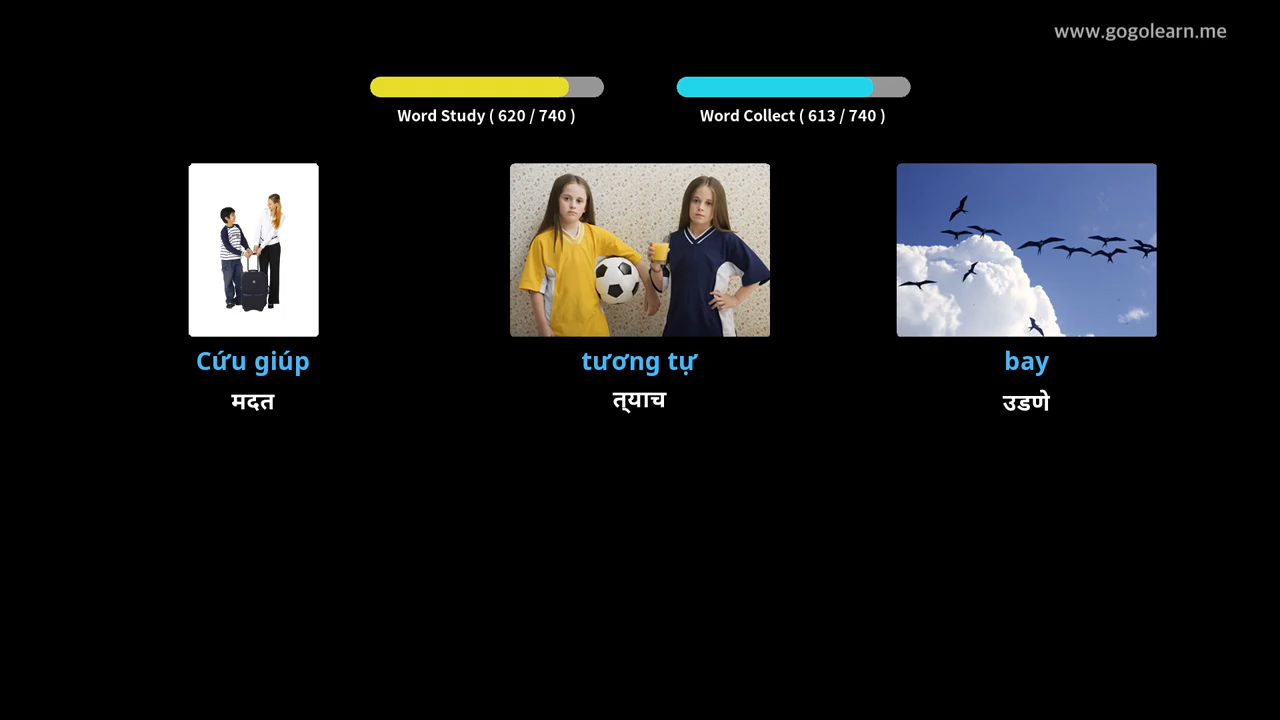 www.gogolearn.me
Word Study ( 620 / 740 )
Word Collect ( 613 / 740 )
Cứu giúp
tương tự
bay
मदत
त्याच
उडणे